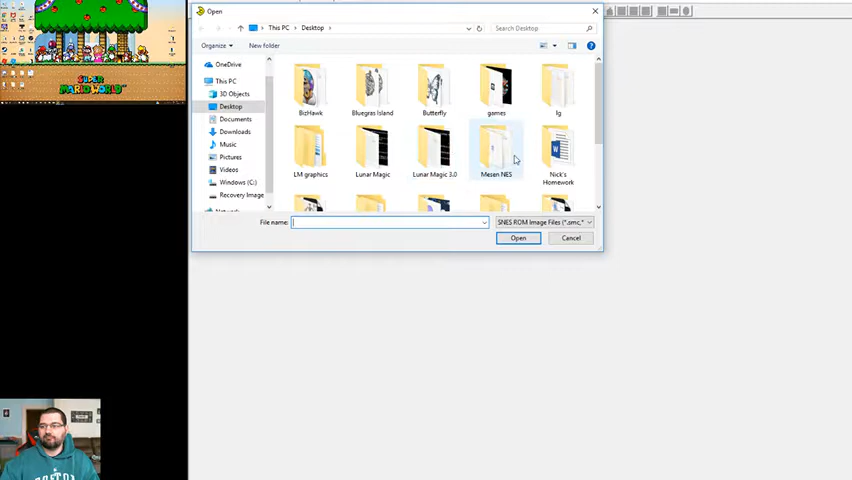 Open
This PC
Desktop
Search Desktop
Organize
New folder
OneDrive
This PC
3D Objects
Desktop
Documents
Downloads
Music
Pictures
Videos
Windows (C:)
Recovery Image
BizHawk
Bluegras Island
Butterfly
games
lg
LM graphics
Lunar Magic
Lunar Magic 3.0
Mesen NES
Nick's
Homework
File name:
SNES ROM Image Files (*.smc,*
Open
Cancel
SUPER
MARIO WORLD